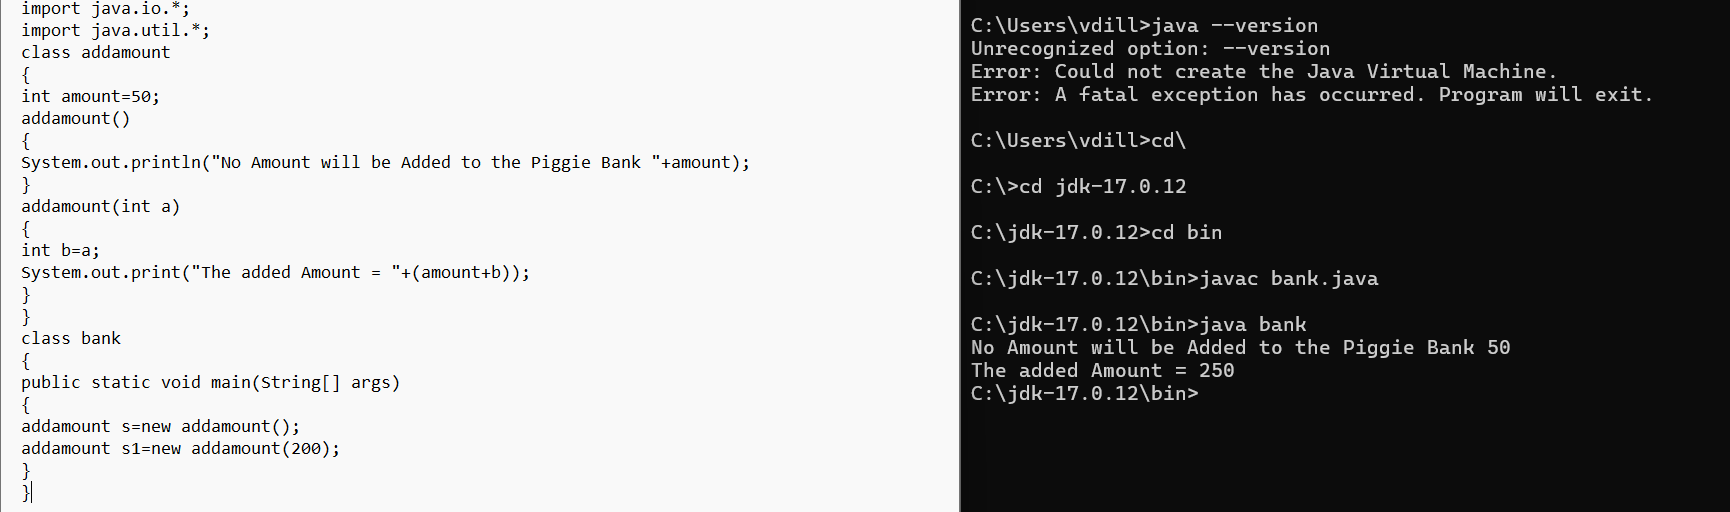 import java.io.*;
import java.util.*;
class addamount
{
int amount=50;
addamount()
{
System.out.println("No Amount will be Added to the Piggie Bank "+amount);
}
addamount(int a)
{
int b=a;
System.out.print("The added Amount = "+(amount+b));
}
}
class bank
{
public static void main(String[] args)
{
addamount s=new addamount();
addamount s1=new addamount(200);
}
}
C:\Users\vdill>java --version
Unrecognized option: --version
Error: Could not create the Java Virtual Machine.
Error: A fatal exception has occurred. Program will exit.
C:\Users\vdill>cd\
C:\>cd jdk-17.0.12
C:\jdk-17.0.12>cd bin
C:\jdk-17.0.12\bin>javac bank.java
C:\jdk-17.0.12\bin>java bank
No Amount will be Added to the Piggie Bank 50
The added Amount = 250
C:\jdk-17.0.12\bin>